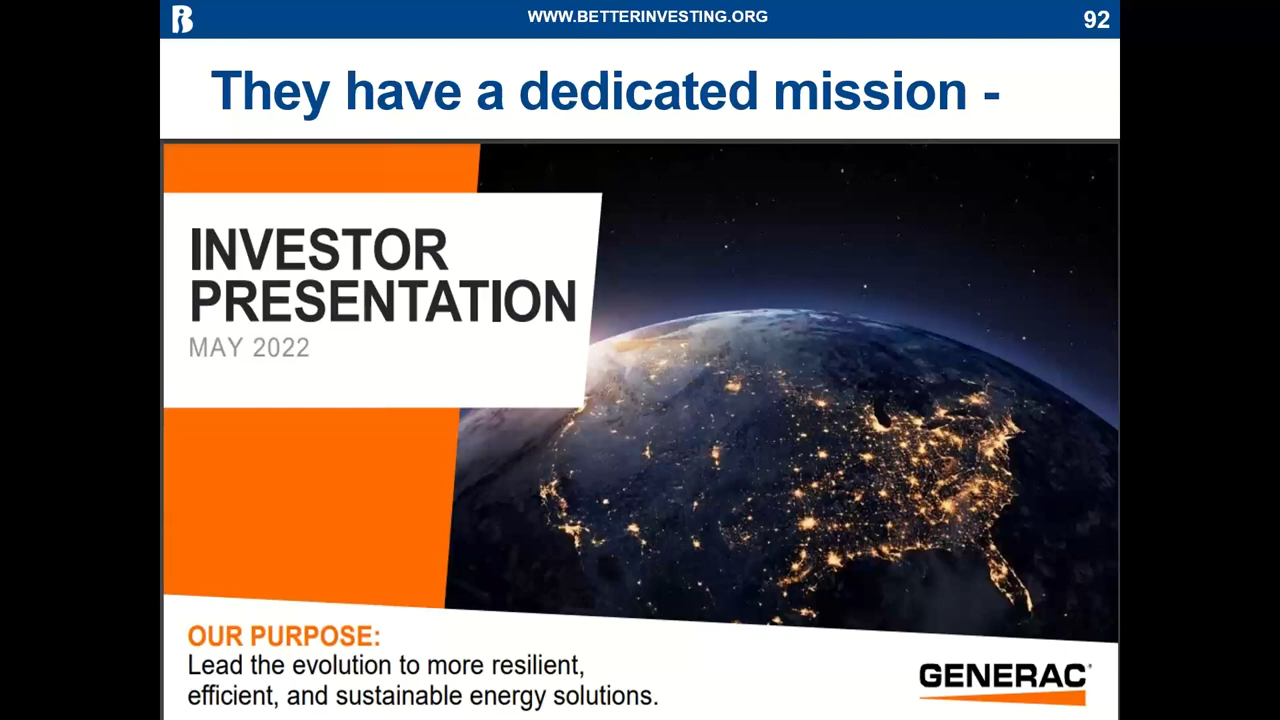 WWW.BETTERINVESTING.ORG
92
They have a dedicated mission -
INVESTOR
PRESENTATION
MAY 2022
OUR PURPOSE:
Lead the evolution to more resilient,
efficient, and sustainable energy solutions.
GENERAC